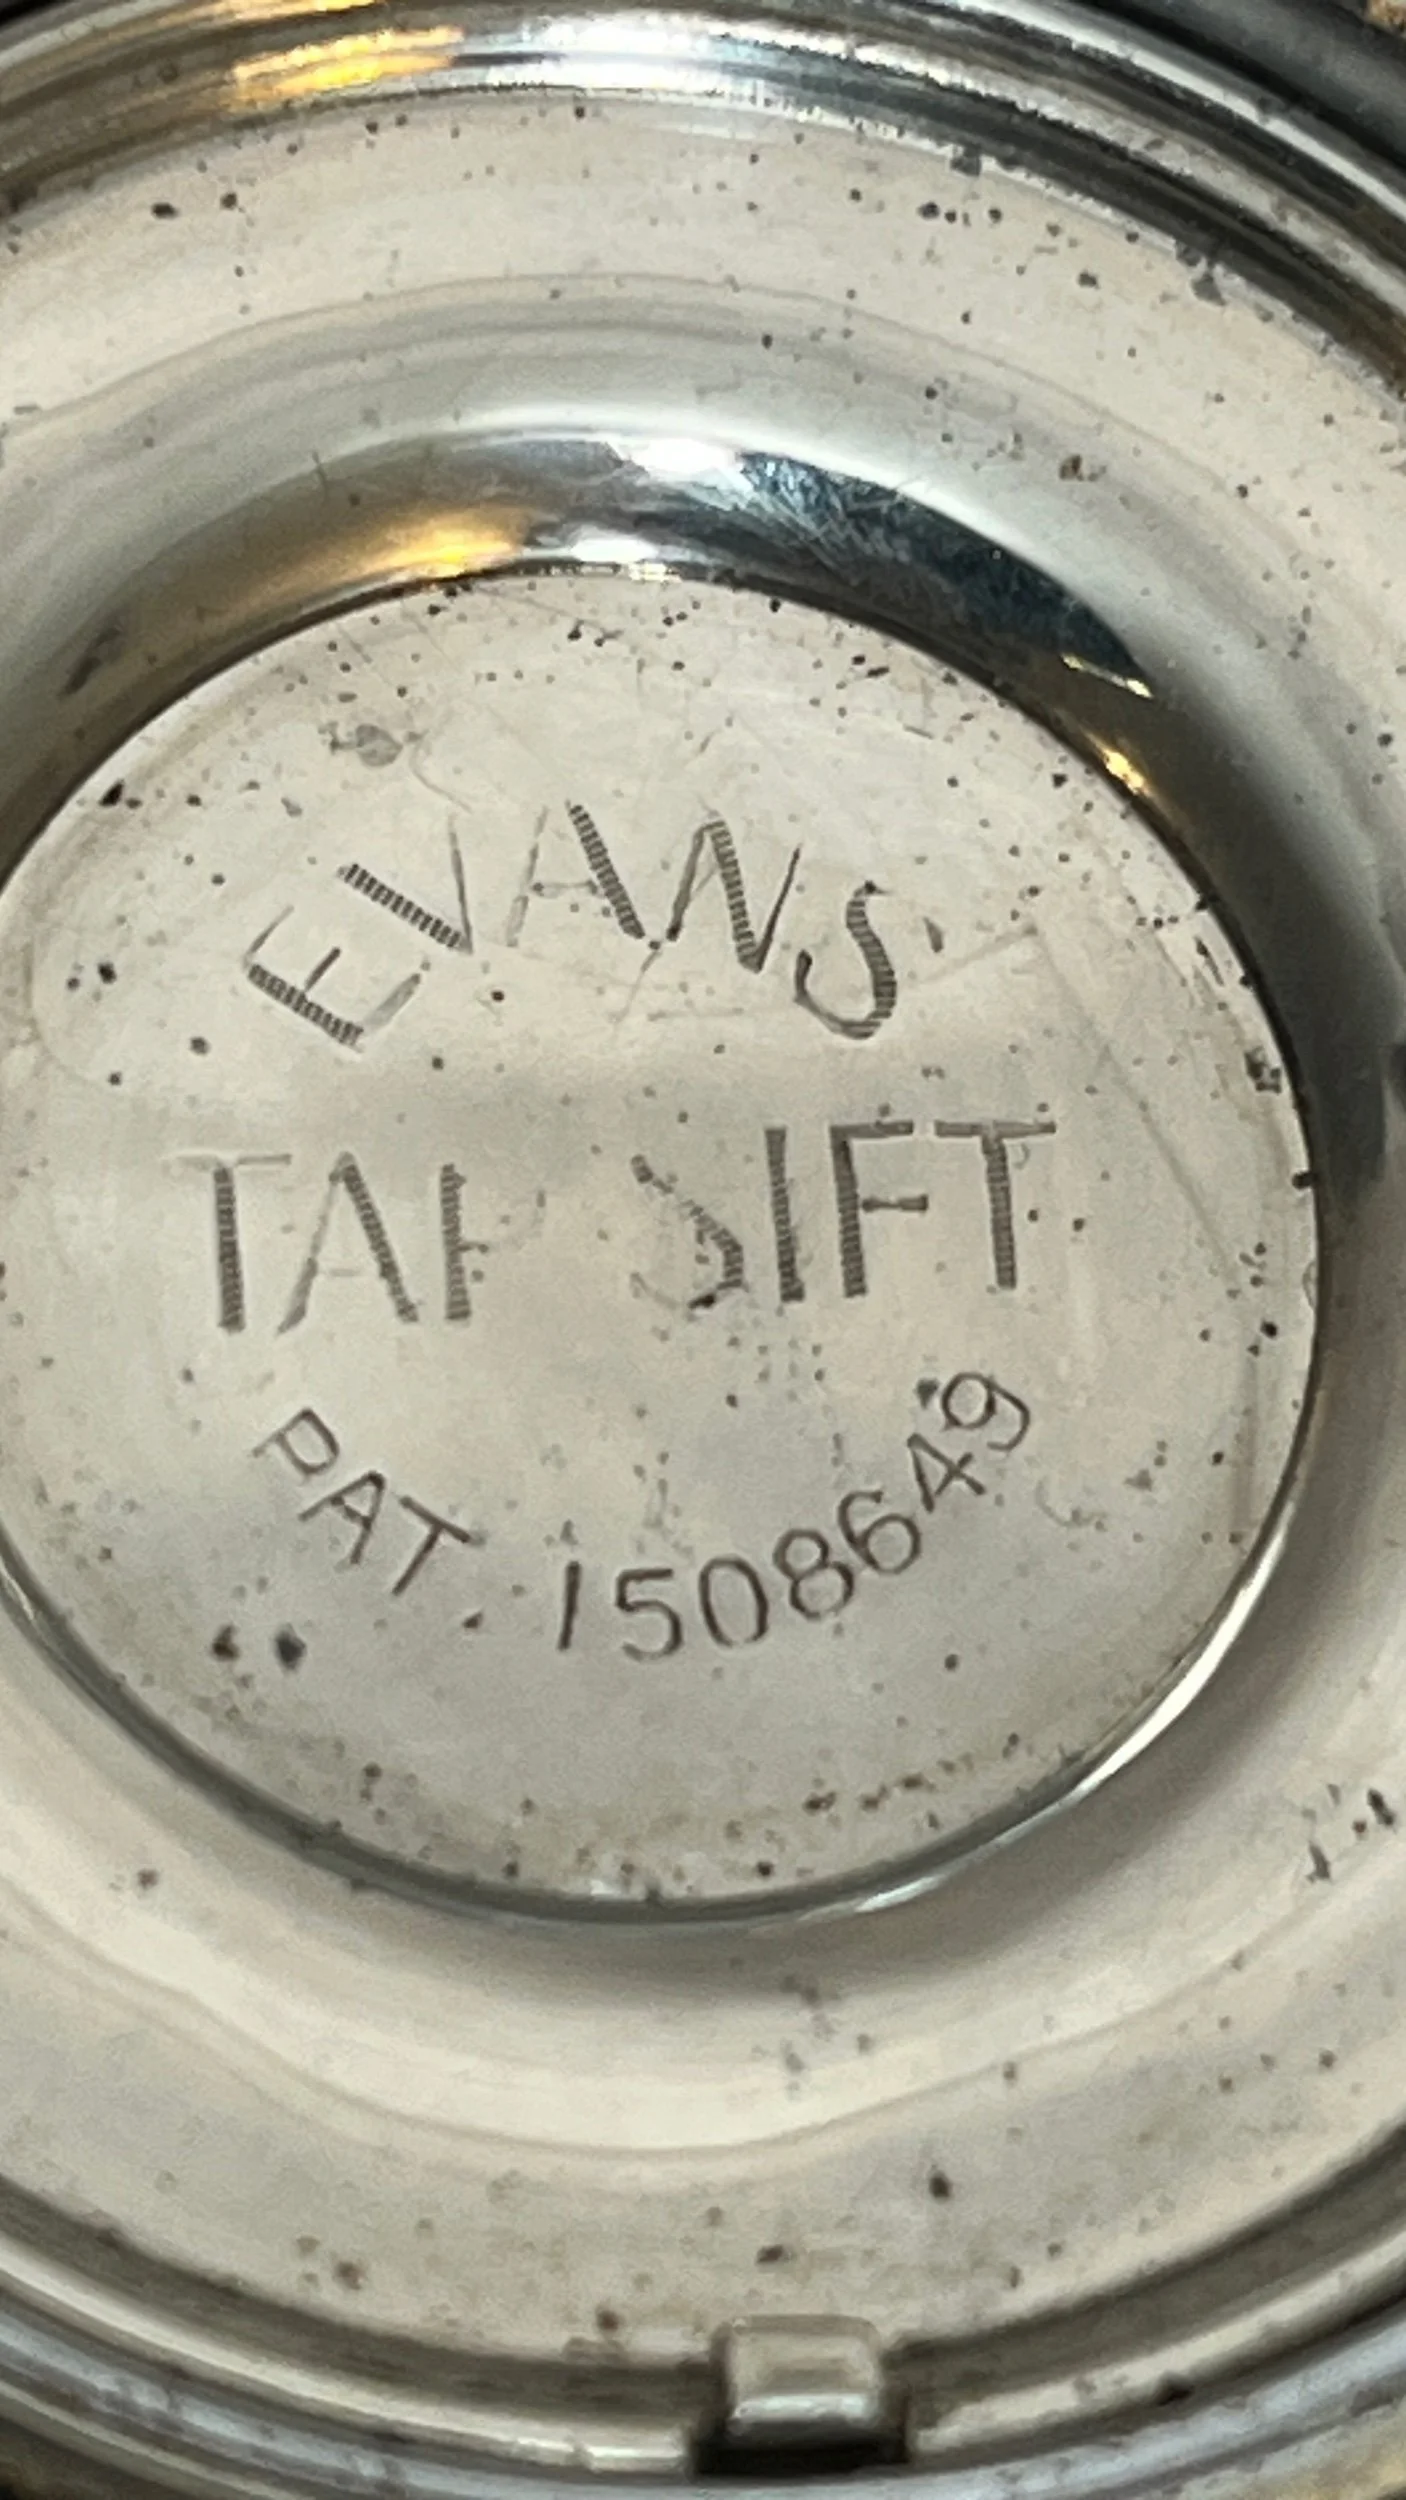 EVANS
TAP SIFT
PAT. 1508649